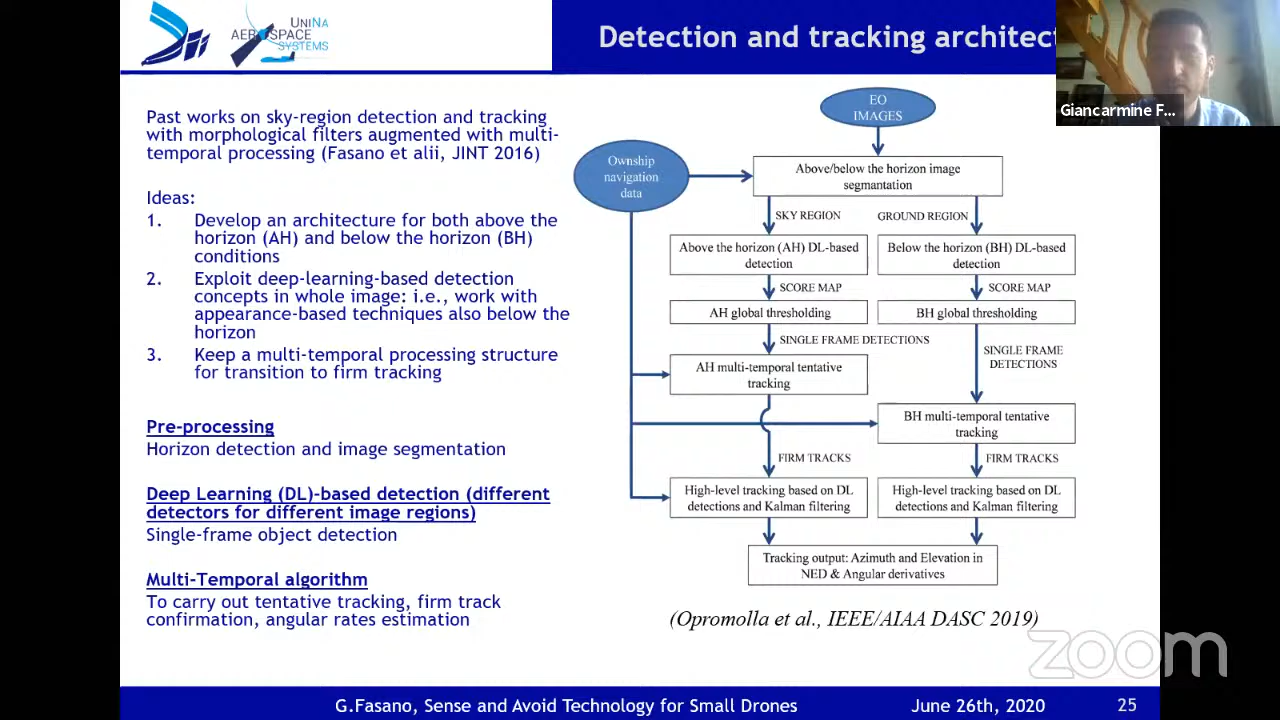 UNINA
AEROSPACE
SYSTEMS
Detection and tracking architec
Giancarmine F...
Past works on sky-region detection and tracking
with morphological filters augmented with multi-
temporal processing (Fasano et alii, JINT 2016)
Ideas:
1. Develop an architecture for both above the
horizon (AH) and below the horizon (BH)
conditions
2. Exploit deep-learning-based detection
concepts in whole image: i.e., work with
appearance-based techniques also below the
horizon
3. Keep a multi-temporal processing structure
for transition to firm tracking
Pre-processing
Horizon detection and image segmentation
Deep Learning (DL)-based detection (different
detectors for different image regions)
Single-frame object detection
Multi-Temporal algorithm
To carry out tentative tracking, firm track
confirmation, angular rates estimation
EO
IMAGES
Ownship
navigation
data
Above/below the horizon image
segmantation
SKY REGION
GROUND REGION
Above the horizon (AH) DL-based
detection
Below the horizon (BH) DL-based
detection
SCORE MAP
SCORE MAP
AH global thresholding
BH global thresholding
SINGLE FRAME DETECTIONS
SINGLE FRAME
DETECTIONS
AH multi-temporal tentative
tracking
BH multi-temporal tentative
tracking
FIRM TRACKS
FIRM TRACKS
High-level tracking based on DL
detections and Kalman filtering
High-level tracking based on DL
detections and Kalman filtering
Tracking output: Azimuth and Elevation in
NED & Angular derivatives
(Opromolla et al., IEEE/AIAA DASC 2019)
zoom
G.Fasano, Sense and Avoid Technology for Small Drones
June 26th, 2020
25